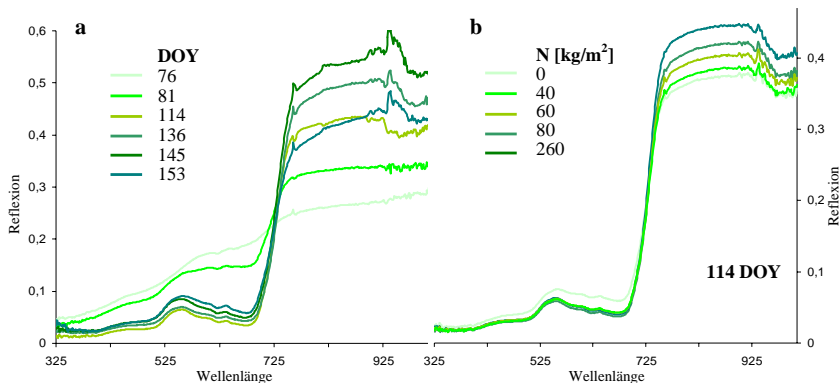 a
0,6
0,5
0,4
0,3
0,2
0,1
0
Reflexion
DOY
76
81
114
136
145
153
325 525 725 925
Wellenlänge
b
N [kg/m²]
0
40
60
80
260
114 DOY
0,4
0,3
0,2
0,1
0
Reflexion
325 525 725 925
Wellenlänge